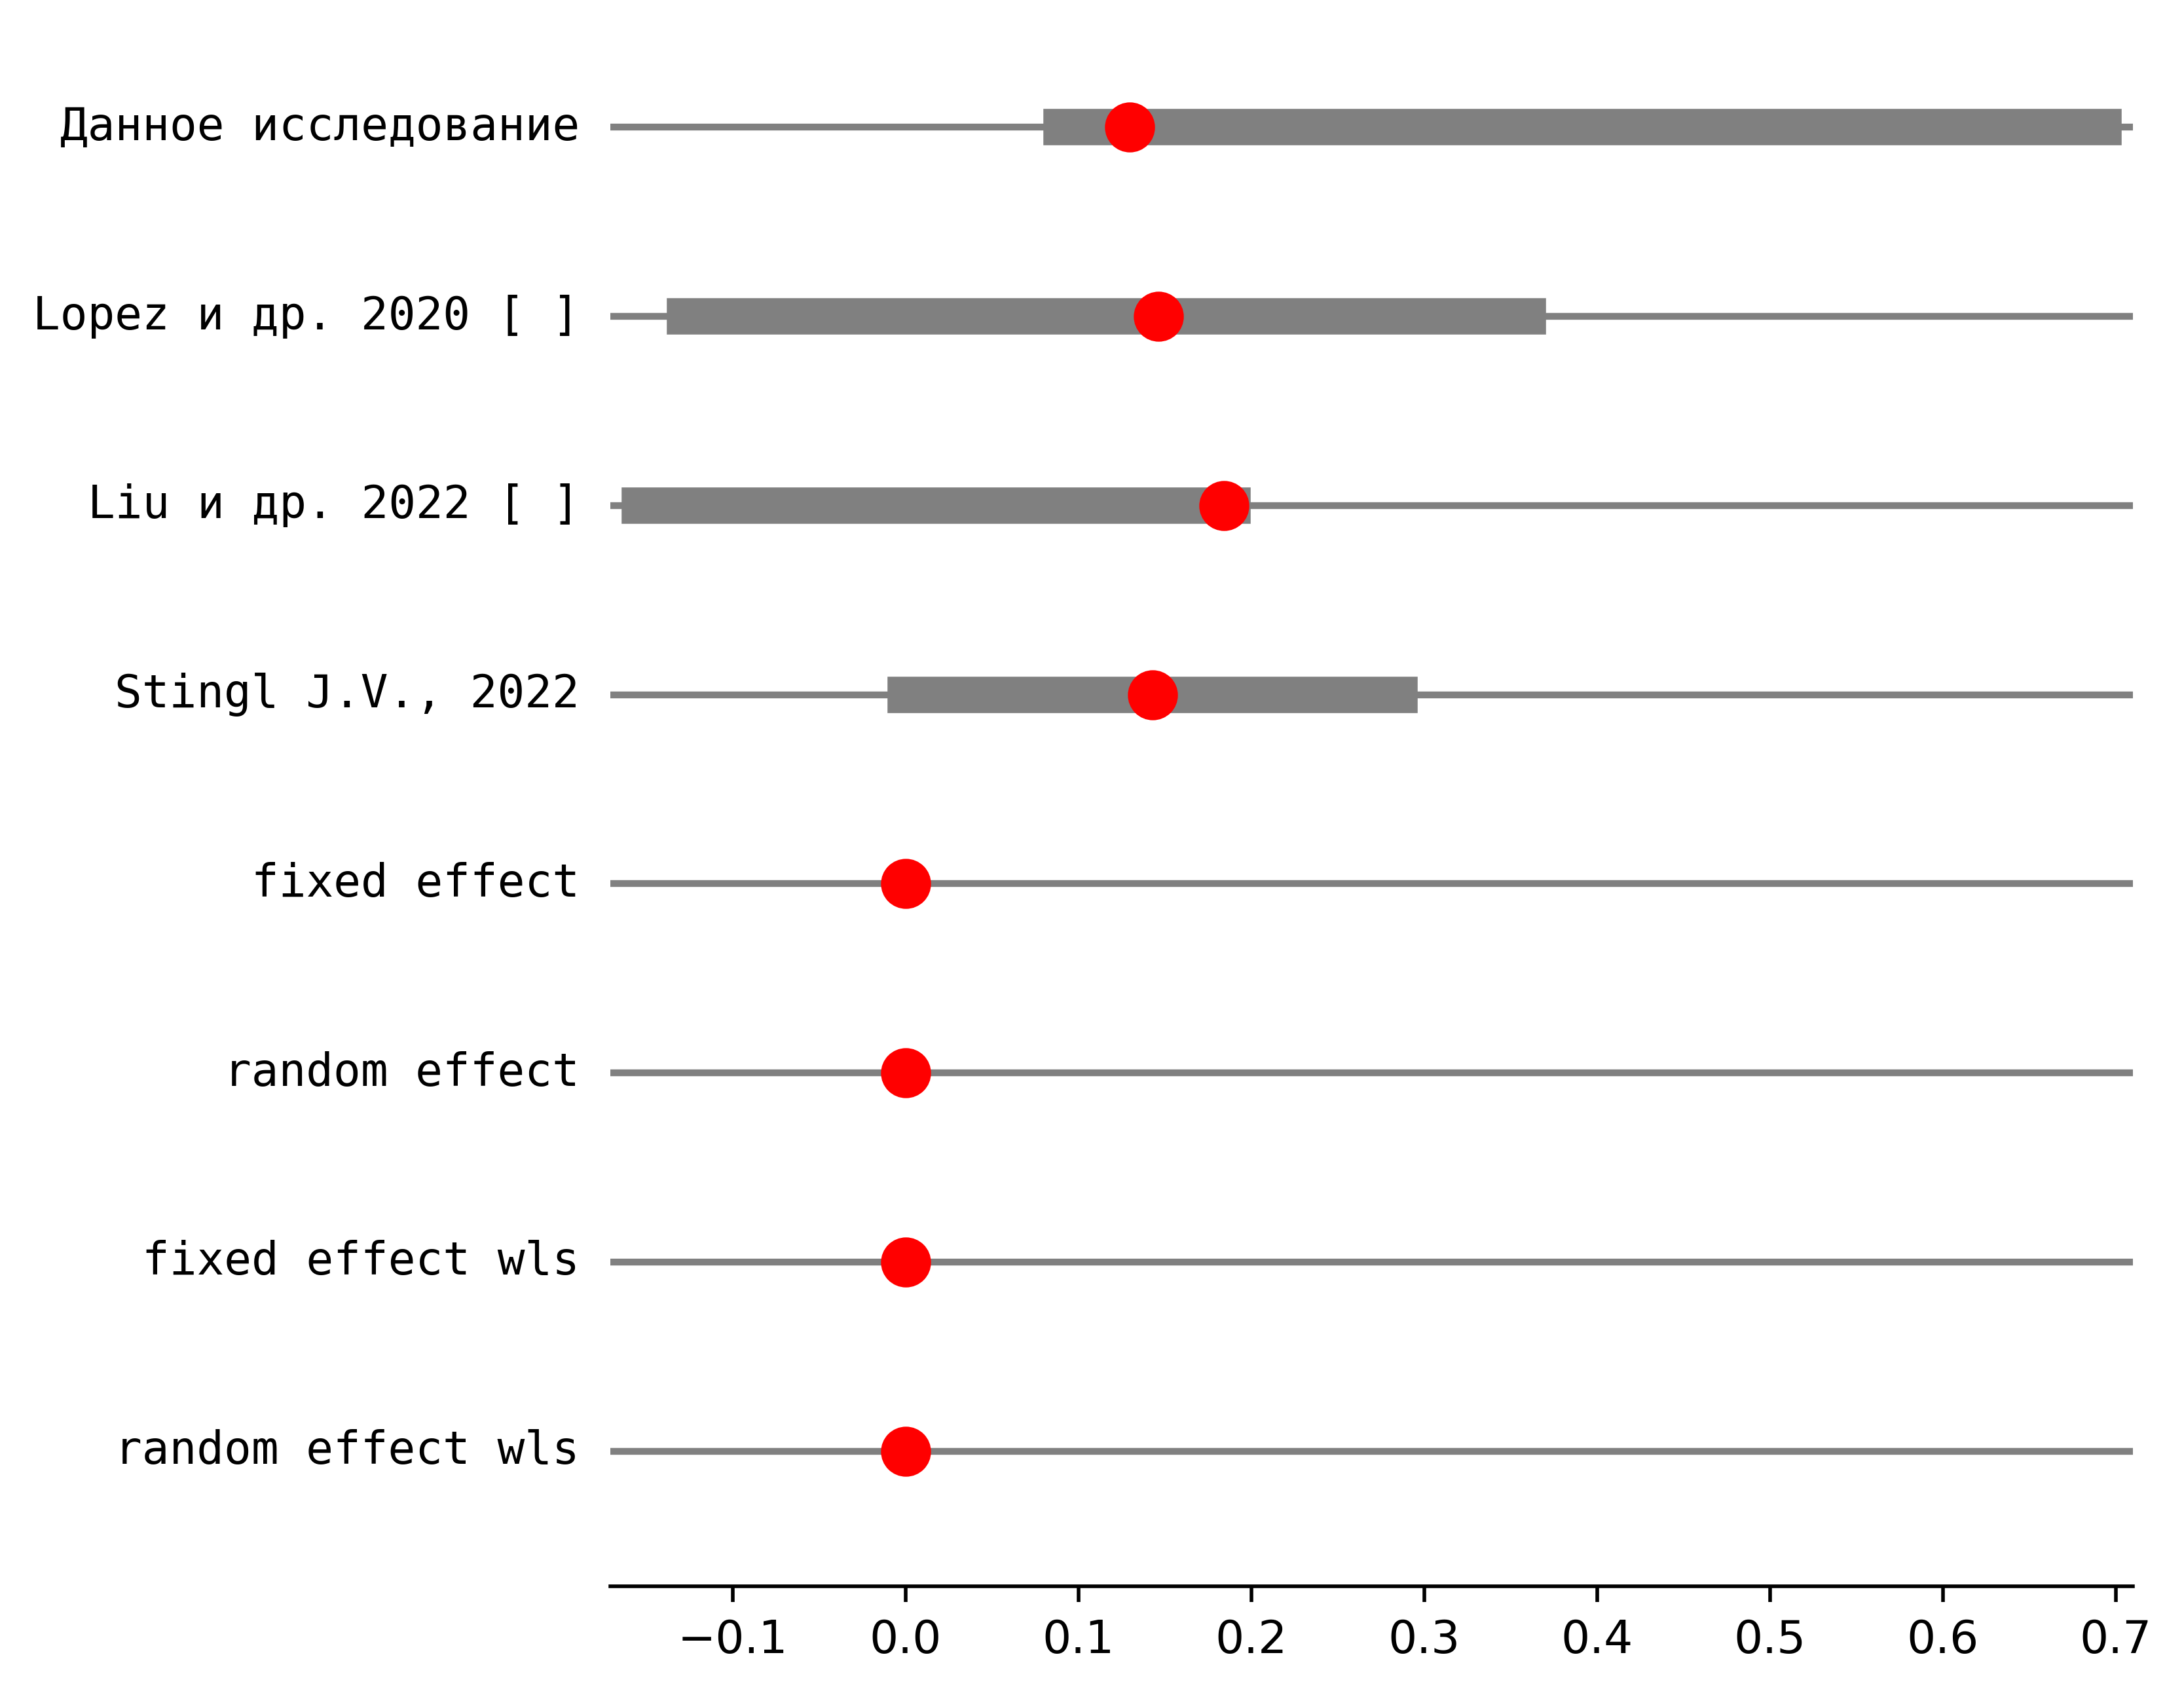 Данное исследование
Lopez и др. 2020 [ ]
Liu и др. 2022 [ ]
Stingl J.V., 2022
fixed effect
random effect
fixed effect wls
random effect wls
−0.1 0.0 0.1 0.2 0.3 0.4 0.5 0.6 0.7